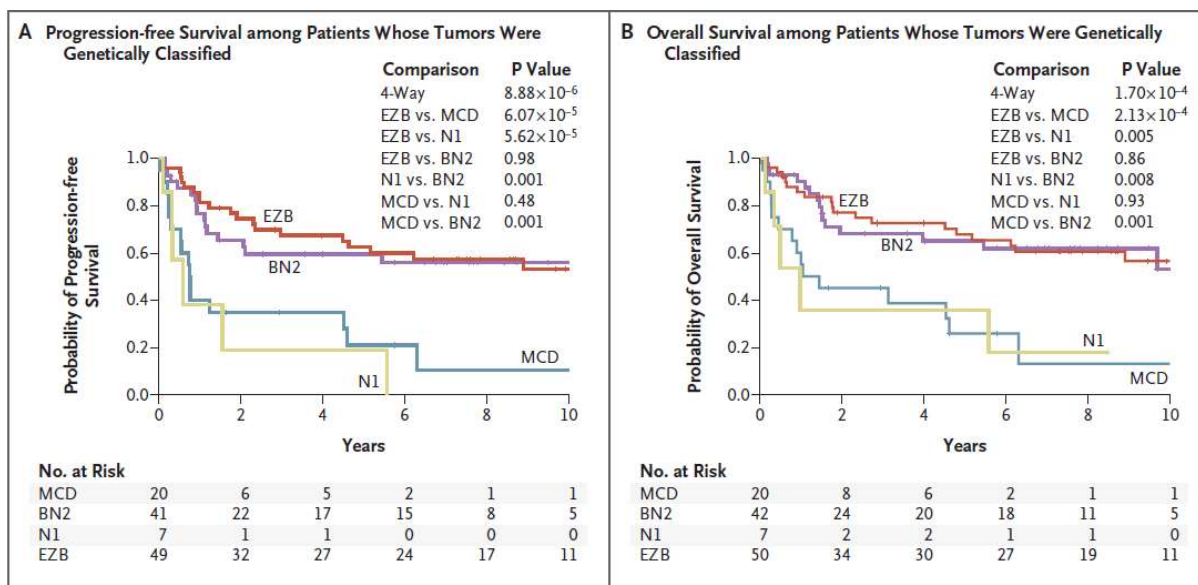 A Progression-free Survival among Patients Whose Tumors Were
Genetically Classified
Comparison P Value
4-Way 8.88×10⁻⁶
EZB vs. MCD 6.07×10⁻⁵
EZB vs. N1 5.62×10⁻⁵
EZB vs. BN2 0.98
N1 vs. BN2 0.001
MCD vs. N1 0.48
MCD vs. BN2 0.001
Probability of Progression-free
Survival
1.0
0.8
0.6
0.4
0.2
0.0
EZB
BN2
MCD
N1
0 2 4 6 8 10
Years
No. at Risk
MCD 20 6 5 2 1 1
BN2 41 22 17 15 8 5
N1 7 1 1 0 0 0
EZB 49 32 27 24 17 11
B Overall Survival among Patients Whose Tumors Were Genetically
Classified
Comparison P Value
4-Way 1.70×10⁻⁴
EZB vs. MCD 2.13×10⁻⁴
EZB vs. N1 0.005
EZB vs. BN2 0.86
N1 vs. BN2 0.008
MCD vs. N1 0.93
MCD vs. BN2 0.001
Probability of Overall Survival
1.0
0.8
0.6
0.4
0.2
0.0
EZB
BN2
N1
MCD
0 2 4 6 8 10
Years
No. at Risk
MCD 20 8 6 2 1 1
BN2 42 24 20 18 11 5
N1 7 2 2 1 1 0
EZB 50 34 30 27 19 11